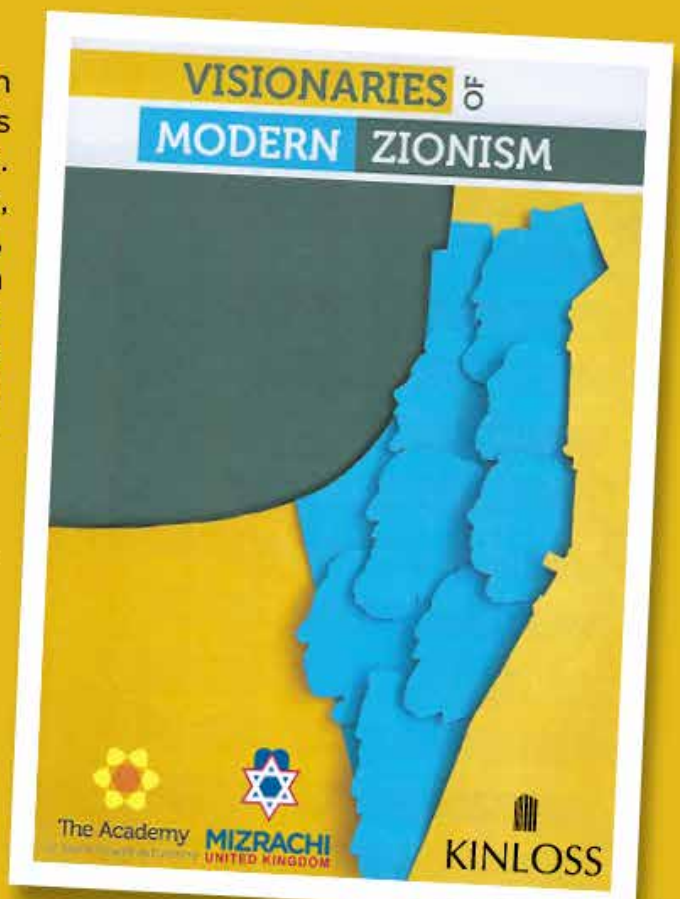 VISIONARIES OF
MODERN ZIONISM
The Academy
MIZRACHI
UNITED KINGDOM
KINLOSS